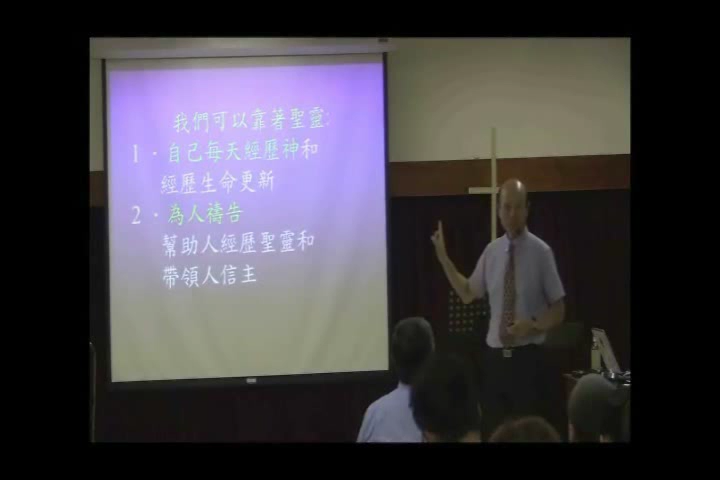 我們可以靠著聖靈:
1.自己每天經歷神和
經歷生命更新
2.為人禱告
幫助人經歷聖靈和
帶領人信主